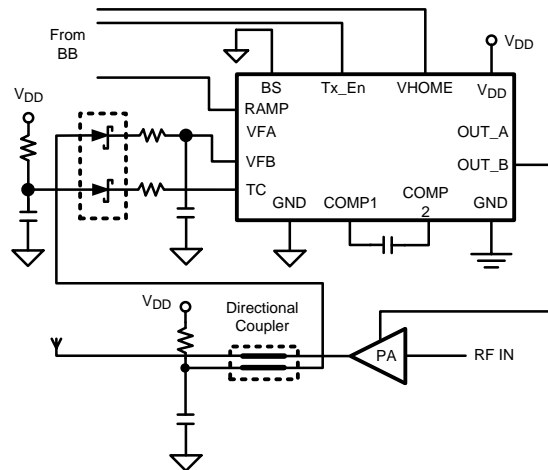 From
BB
BS
Tx_En
VHOME
VDD
VDD
RAMP
VFA
VFB
TC
OUT_A
OUT_B
GND
COMP1
COMP
2
GND
VDD
VDD
Directional
Coupler
PA
RF IN